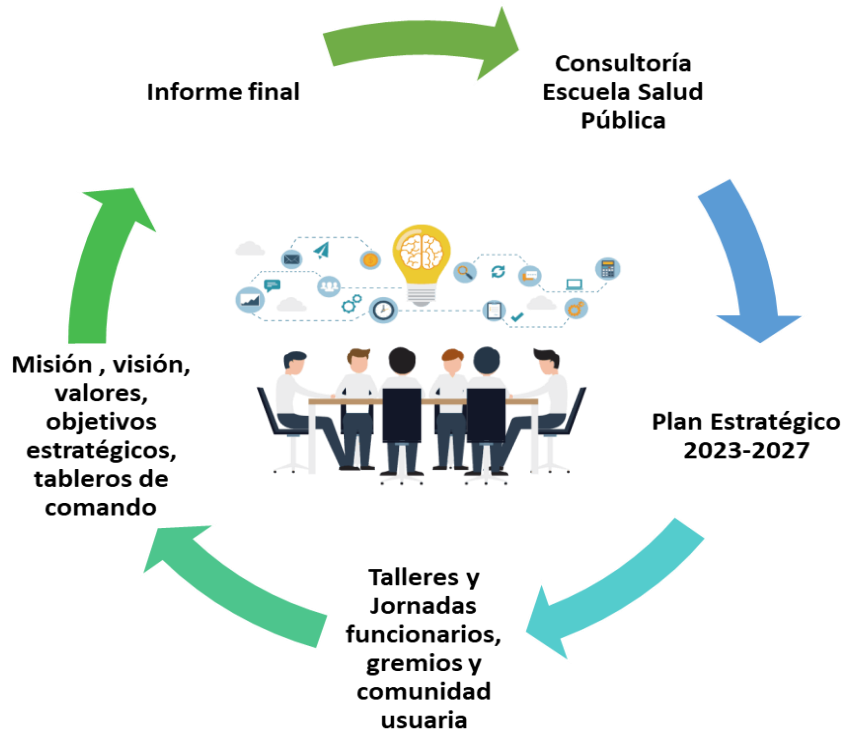 Informe final
Consultoría
Escuela Salud
Pública
Plan Estratégico
2023-2027
Talleres y
Jornadas
funcionarios,
gremios y
comunidad
usuaria
Misión , visión,
valores,
objetivos
estratégicos,
tableros de
comando